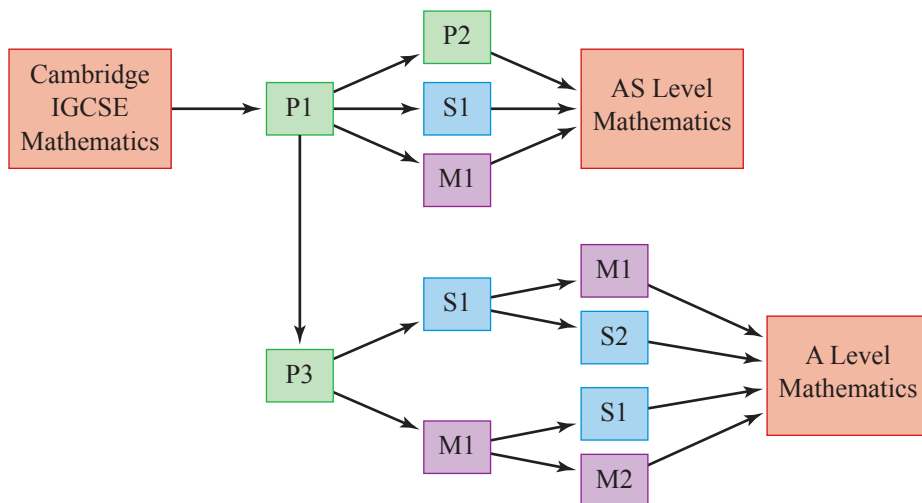 Cambridge
IGCSE
Mathematics
P1
P2
S1
M1
AS Level
Mathematics
P3
S1
M1
M1
S2
S1
M2
A Level
Mathematics